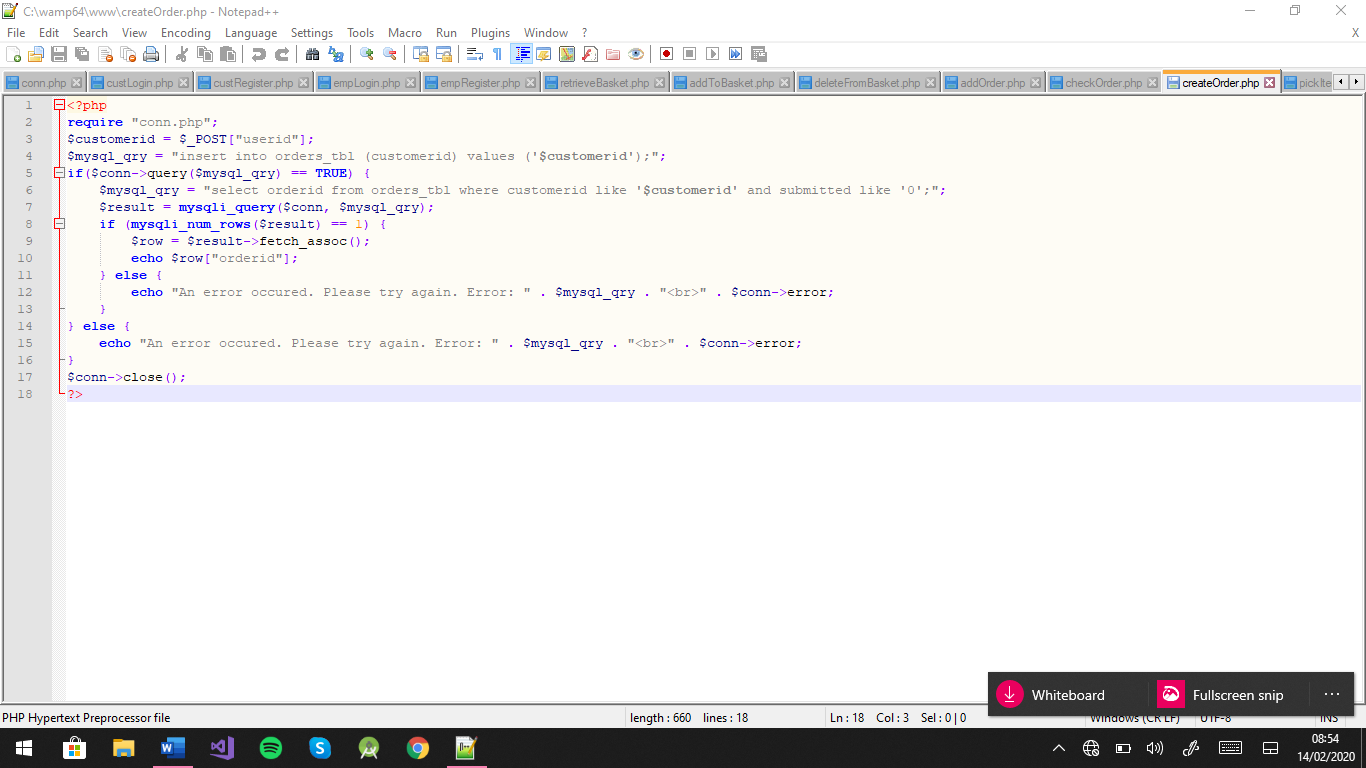 C:\wamp64\www\createOrder.php - Notepad++
File Edit Search View Encoding Language Settings Tools Macro Run Plugins Window ? X
conn.php custLogin.php custRegister.php empLogin.php empRegister.php retrieveBasket.php addToBasket.php deleteFromBasket.php addOrder.php checkOrder.php createOrder.php pickIte
1 <?php
2 require "conn.php";
3 $customerid = $_POST["userid"];
4 $mysql_qry = "insert into orders_tbl (customerid) values ('$customerid');";
5 if($conn->query($mysql_qry) == TRUE) {
6 $mysql_qry = "select orderid from orders_tbl where customerid like '$customerid' and submitted like '0';";
7 $result = mysqli_query($conn, $mysql_qry);
8 if (mysqli_num_rows($result) == 1) {
9 $row = $result->fetch_assoc();
10 echo $row["orderid"];
11 } else {
12 echo "An error occured. Please try again. Error: " . $mysql_qry . "<br>" . $conn->error;
13 }
14 } else {
15 echo "An error occured. Please try again. Error: " . $mysql_qry . "<br>" . $conn->error;
16 }
17 $conn->close();
18 ?>
Whiteboard Fullscreen snip ...
PHP Hypertext Preprocessor file length : 660 lines : 18 Ln : 18 Col : 3 Sel : 0 | 0 Windows (CR LF) UTF-8 INS
08:54
14/02/2020